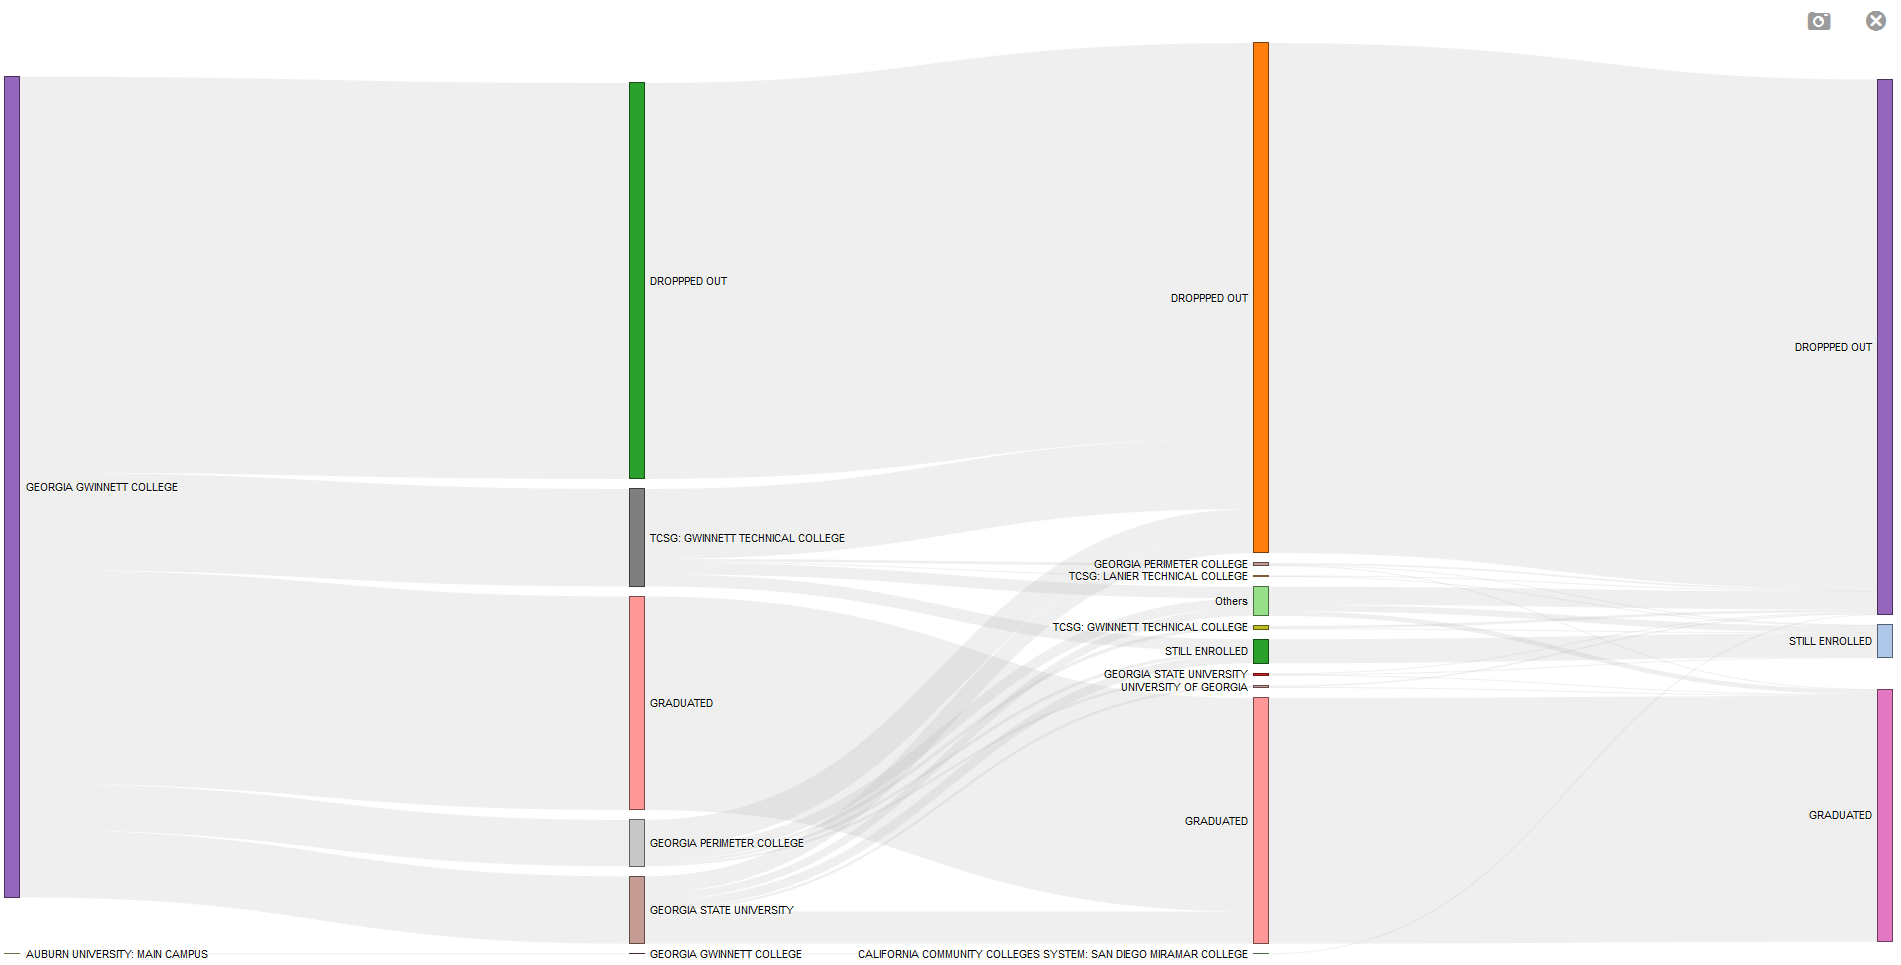 GEORGIA GWINNETT COLLEGE
AUBURN UNIVERSITY: MAIN CAMPUS
DROPPPED OUT
TCSG: GWINNETT TECHNICAL COLLEGE
GRADUATED
GEORGIA PERIMETER COLLEGE
GEORGIA STATE UNIVERSITY
GEORGIA GWINNETT COLLEGE
DROPPPED OUT
GEORGIA PERIMETER COLLEGE
TCSG: LANIER TECHNICAL COLLEGE
Others
TCSG: GWINNETT TECHNICAL COLLEGE
STILL ENROLLED
GEORGIA STATE UNIVERSITY
UNIVERSITY OF GEORGIA
GRADUATED
CALIFORNIA COMMUNITY COLLEGES SYSTEM: SAN DIEGO MIRAMAR COLLEGE
DROPPPED OUT
STILL ENROLLED
GRADUATED